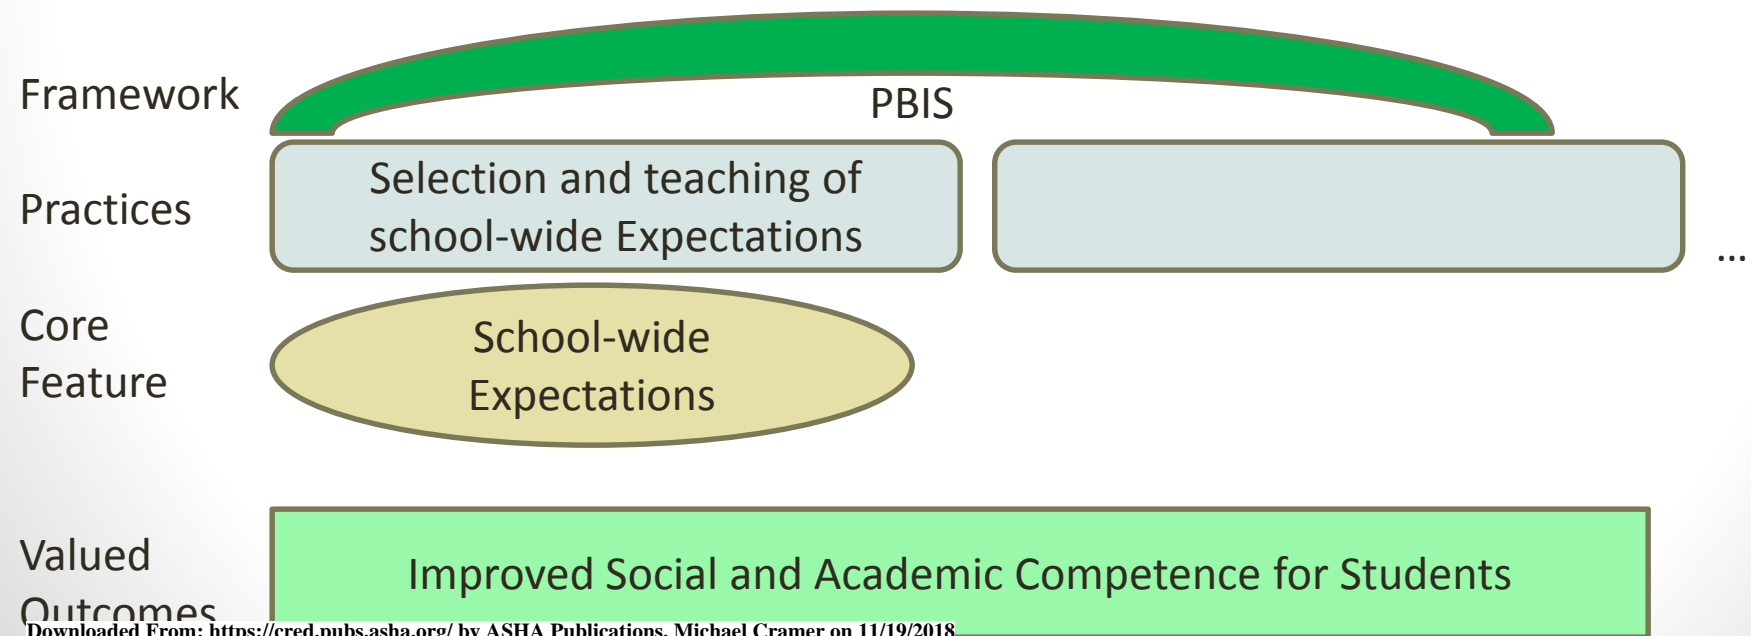 Framework
PBIS
Practices
Selection and teaching of
school-wide Expectations
...
Core
Feature
School-wide
Expectations
Valued
Outcomes
Improved Social and Academic Competence for Students
Downloaded From: https://cred.pubs.asha.org/ by ASHA Publications, Michael Cramer on 11/19/2018